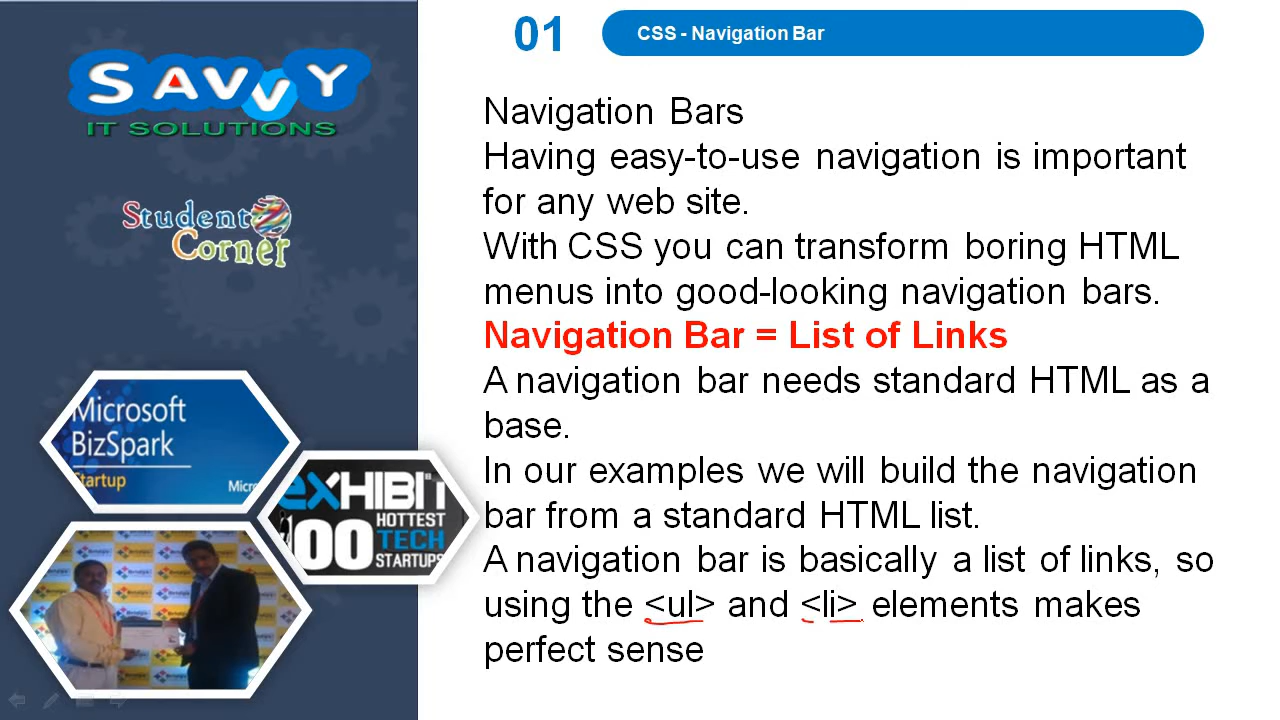 01
CSS - Navigation Bar
SAVVY
IT SOLUTIONS
Student
Corner
Navigation Bars
Having easy-to-use navigation is important
for any web site.
With CSS you can transform boring HTML
menus into good-looking navigation bars.
Navigation Bar = List of Links
A navigation bar needs standard HTML as a
base.
In our examples we will build the navigation
bar from a standard HTML list.
A navigation bar is basically a list of links, so
using the <ul> and <li> elements makes
perfect sense
Microsoft
BizSpark
Startup
Micro
EXHIBIT
100
HOTTEST
TECH
STARTUPS